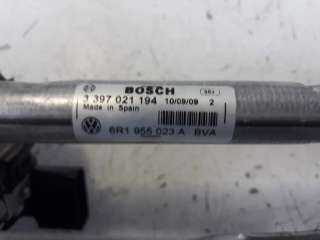 BOSCH
3 397 021 194 10/09/09 2
Made in Spain
6R1 955 023 A BVA